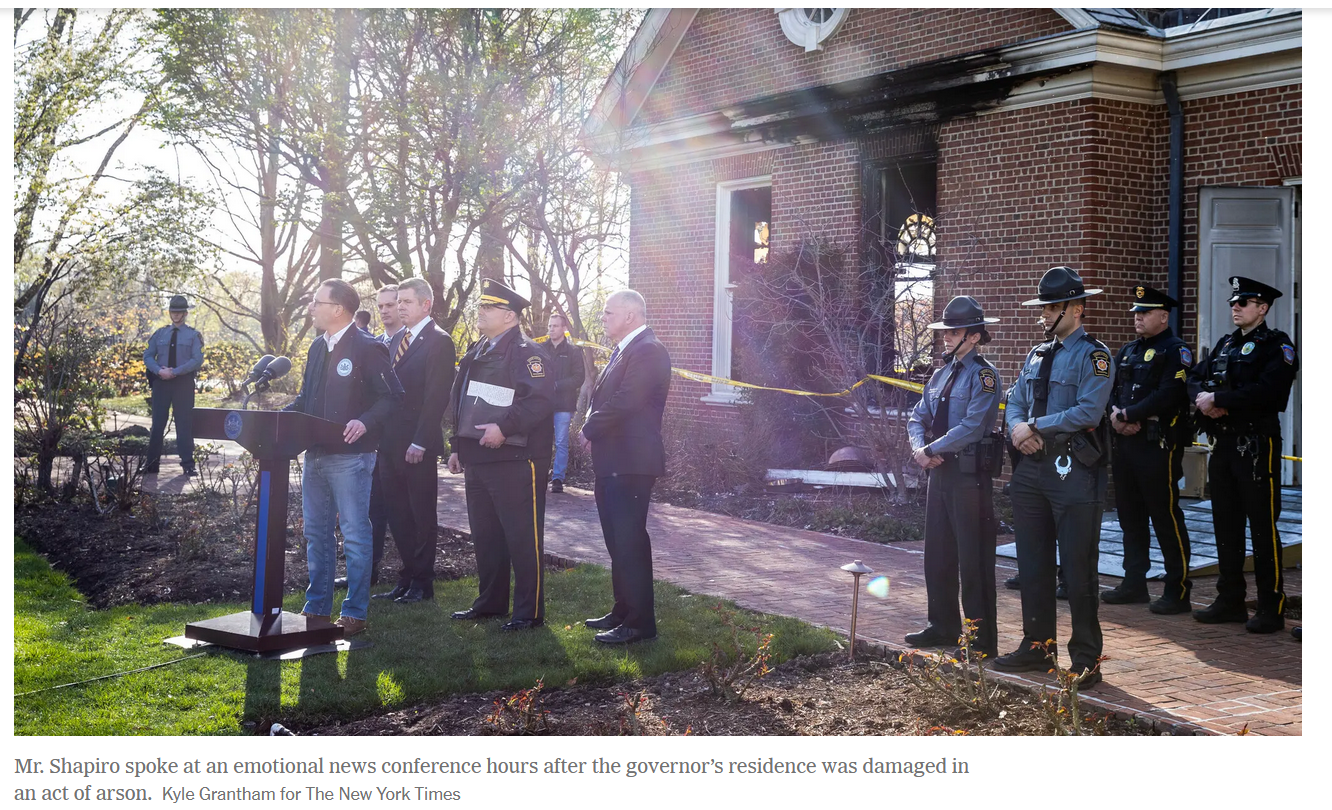 Mr. Shapiro spoke at an emotional news conference hours after the governor’s residence was damaged in
an act of arson. Kyle Grantham for The New York Times